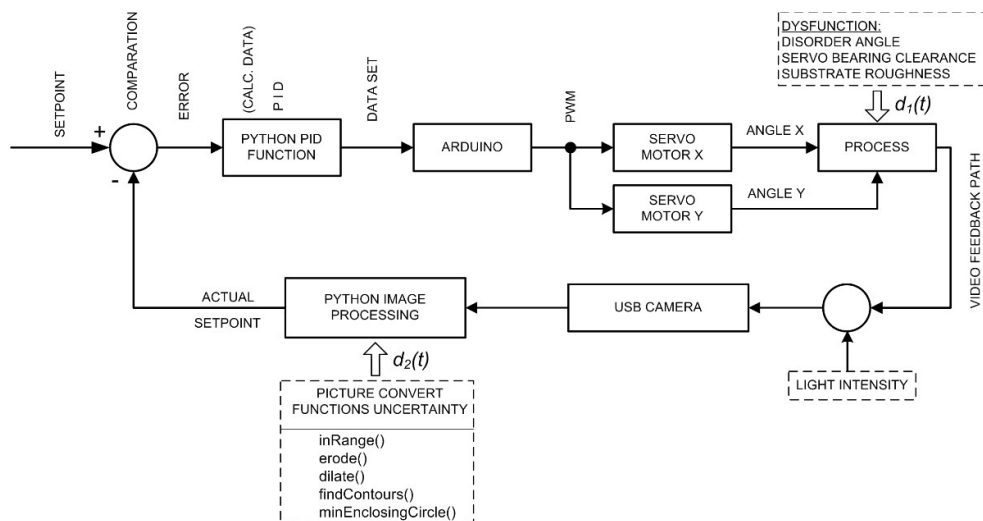 SETPOINT
COMPARATION
ERROR
(CALC. DATA)
P I D
DATA SET
PWM
DYSFUNCTION:
DISORDER ANGLE
SERVO BEARING CLEARANCE
SUBSTRATE ROUGHNESS
d1(t)
+
-
PYTHON PID
FUNCTION
ARDUINO
SERVO
MOTOR X
ANGLE X
PROCESS
SERVO
MOTOR Y
ANGLE Y
VIDEO FEEDBACK PATH
ACTUAL
SETPOINT
PYTHON IMAGE
PROCESSING
USB CAMERA
LIGHT INTENSITY
d2(t)
PICTURE CONVERT
FUNCTIONS UNCERTAINTY
inRange()
erode()
dilate()
findContours()
minEnclosingCircle()